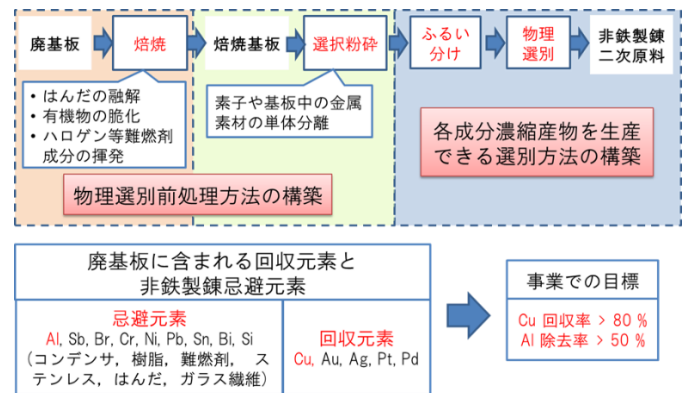 廃基板
焙焼
焙焼基板
選択粉砕
ふるい
分け
物理
選別
非鉄製錬
二次原料
• はんだの融解
• 有機物の脆化
• ハロゲン等難燃剤
成分の揮発
素子や基板中の金属
素材の単体分離
各成分濃縮産物を生産
できる選別方法の構築
物理選別前処理方法の構築
廃基板に含まれる回収元素と
非鉄製錬忌避元素
忌避元素
Al, Sb, Br, Cr, Ni, Pb, Sn, Bi, Si
(コンデンサ, 樹脂, 難燃剤, ス
テンレス, はんだ, ガラス繊維)
回収元素
Cu, Au, Ag, Pt, Pd
事業での目標
Cu 回収率 > 80 %
Al 除去率 > 50 %